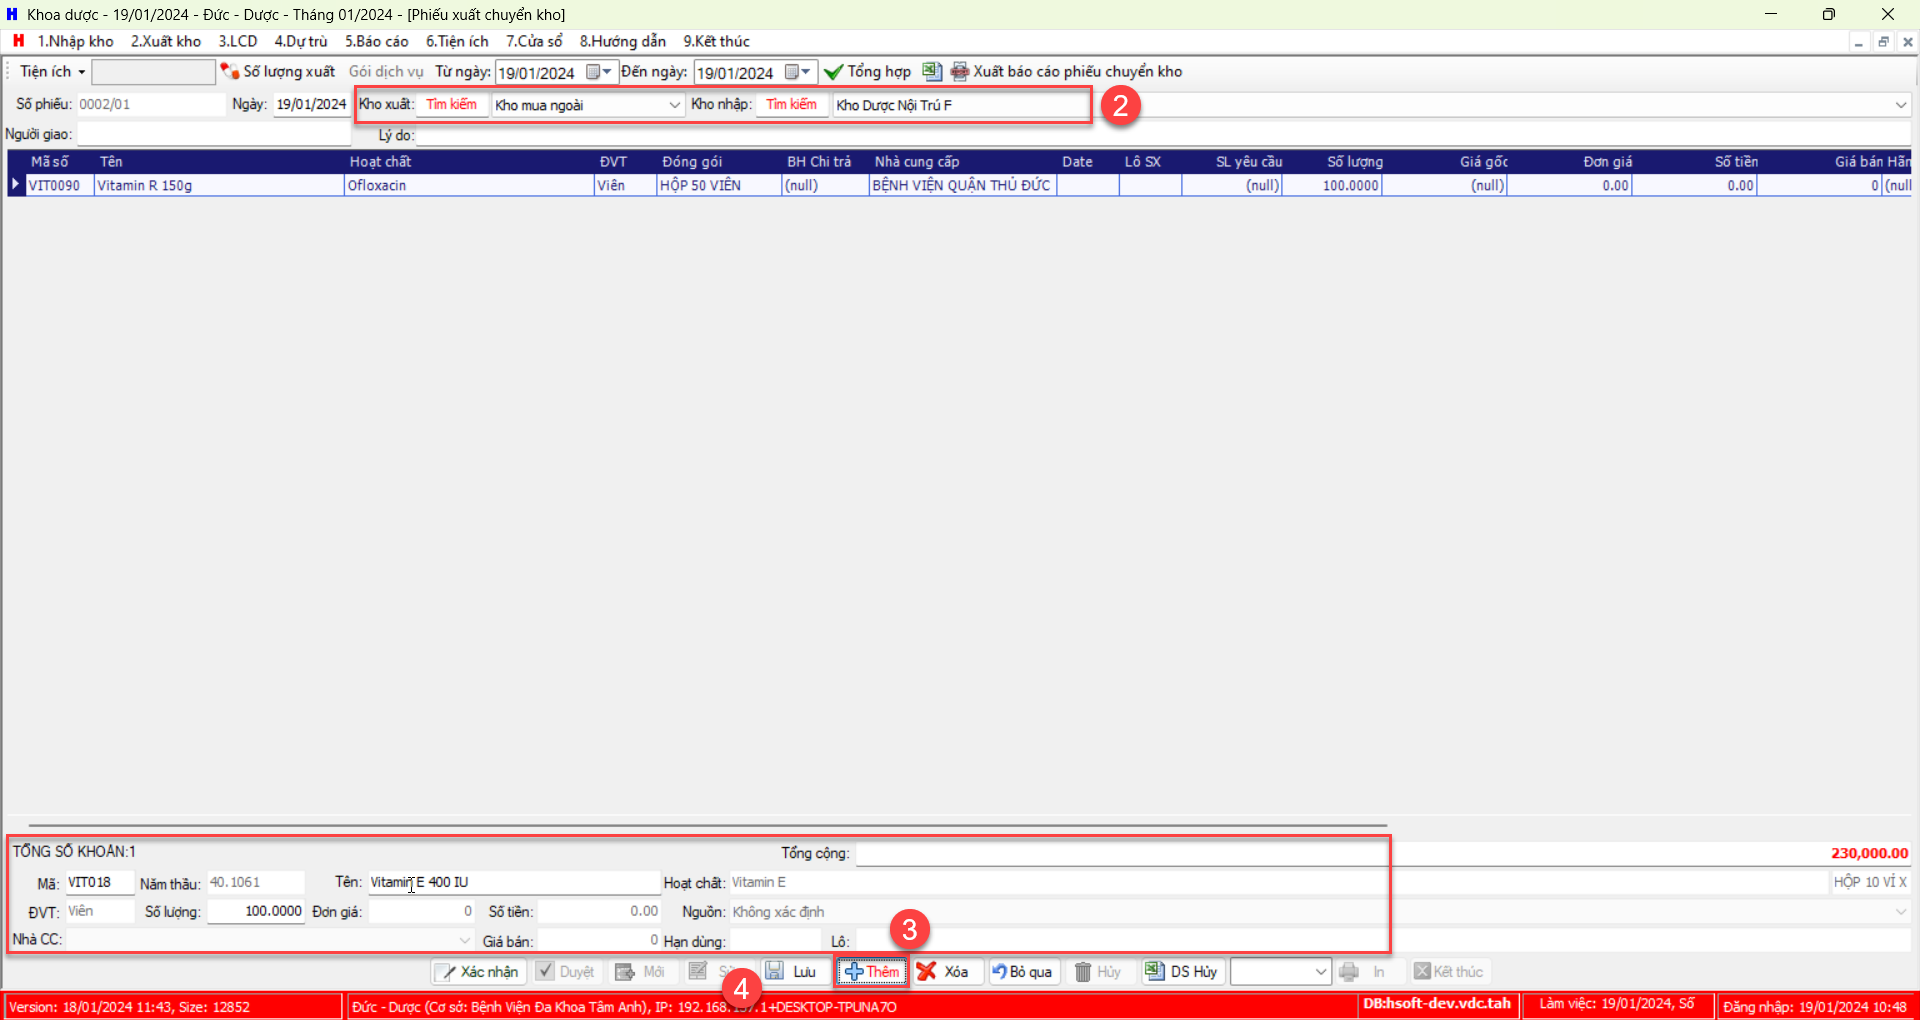 Khoa dược - 19/01/2024 - Đức - Dược - Tháng 01/2024 - [Phiếu xuất chuyển kho]
1.Nhập kho 2.Xuất kho 3.LCD 4.Dự trù 5.Báo cáo 6.Tiện ích 7.Cửa sổ 8.Hướng dẫn 9.Kết thúc
Tiện ích Số lượng xuất Gói dịch vụ Từ ngày: 19/01/2024 Đến ngày: 19/01/2024 Tổng hợp Xuất báo cáo phiếu chuyển kho
Số phiếu: 0002/01 Ngày: 19/01/2024 Kho xuất: Tìm kiếm Kho mua ngoài Kho nhập: Tìm kiếm Kho Dược Nội Trú F 2
Người giao: Lý do:
Mã số Tên Hoạt chất ĐVT Đóng gói BH Chi trả Nhà cung cấp Date Lô SX SL yêu cầu Số lượng Giá gốc Đơn giá Số tiền Giá bán Hãn
VIT0090 Vitamin R 150g Ofloxacin Viên HỘP 50 VIÊN (null) BỆNH VIỆN QUẬN THỦ ĐỨC (null) 100.0000 (null) 0.00 0.00 0 (null
TỔNG SỐ KHOẢN:1 Tổng cộng: 230,000.00
Mã: VIT018 Năm thầu: 40.1061 Tên: Vitamin E 400 IU Hoạt chất: Vitamin E HỘP 10 VỈ X
ĐVT: Viên Số lượng: 100.0000 Đơn giá: 0 Số tiền: 0.00 Nguồn: Không xác định
Nhà CC: Giá bán: 0 Hạn dùng: Lô: 3
Xác nhận Duyệt Mới Lưu Thêm Xóa Bỏ qua Hủy DS Hủy In Kết thúc
4
Version: 18/01/2024 11:43, Size: 12852 Đức - Dược (Cơ sở: Bệnh Viện Đa Khoa Tâm Anh), IP: 192.168. .1+DESKTOP-TPUNA7O DB:hsoft-dev.vdc.tah Làm việc: 19/01/2024, Số Đăng nhập: 19/01/2024 10:48